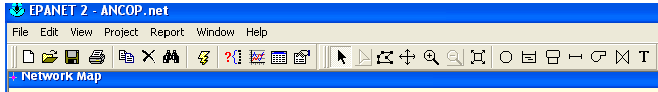 EPANET 2 - ANCOP.net
File Edit View Project Report Window Help
?{} T
Network Map